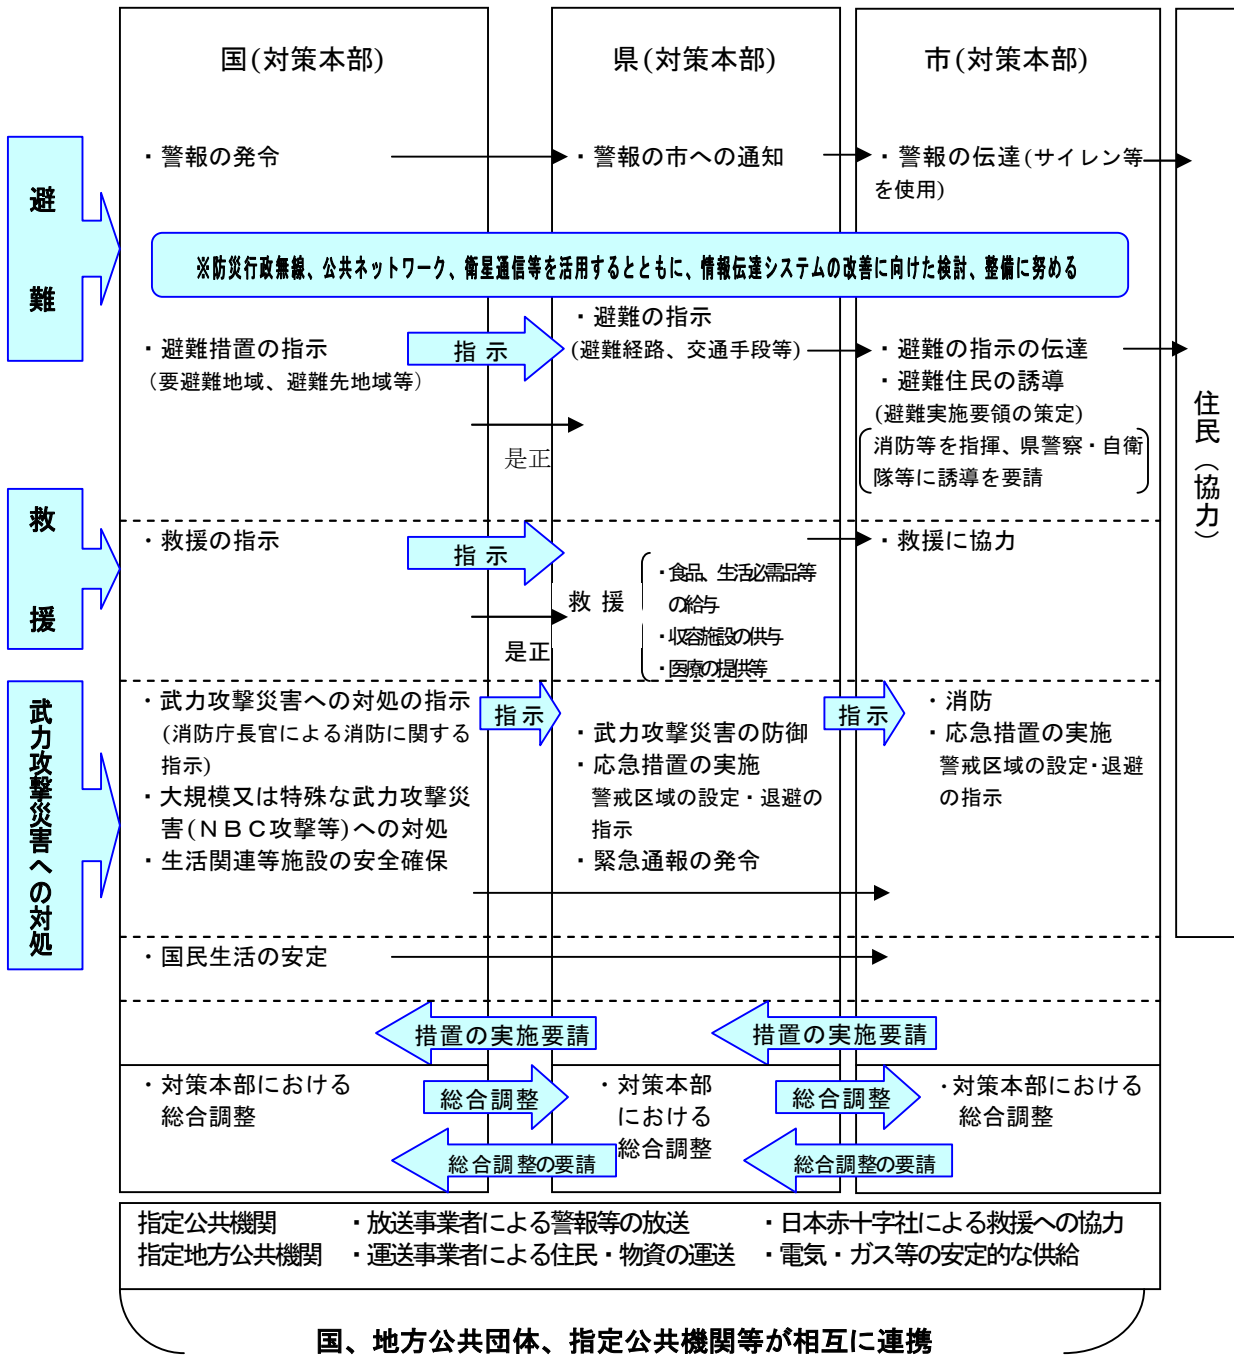 国(対策本部)
県(対策本部)
市(対策本部)
避難
・警報の発令
・警報の市への通知
・警報の伝達(サイレン等
を使用)
※防災行政無線、公共ネットワーク、衛星通信等を活用するとともに、情報伝達システムの改善に向けた検討、整備に努める
・避難措置の指示
(要避難地域、避難先地域等)
指示
・避難の指示
(避難経路、交通手段等)
・避難の指示の伝達
・避難住民の誘導
(避難実施要領の策定)
消防等を指揮、県警察・自衛
隊等に誘導を要請
是正
住民(協力)
救援
・救援の指示
指示
是正
救援
・食品、生活必需品等
の給与
・収容施設の供与
・医療の提供等
・救援に協力
武力攻撃災害への対処
・武力攻撃災害への対処の指示
(消防庁長官による消防に関する
指示)
・大規模又は特殊な武力攻撃災
害(NBC攻撃等)への対処
・生活関連等施設の安全確保
指示
・武力攻撃災害の防御
・応急措置の実施
警戒区域の設定・退避の
指示
・緊急通報の発令
指示
・消防
・応急措置の実施
警戒区域の設定・退避
の指示
・国民生活の安定
措置の実施要請
措置の実施要請
・対策本部における
総合調整
総合調整
・対策本部
における
総合調整
総合調整
・対策本部における
総合調整
総合調整の要請
総合調整の要請
指定公共機関 ・放送事業者による警報等の放送 ・日本赤十字社による救援への協力
指定地方公共機関 ・運送事業者による住民・物資の運送 ・電気・ガス等の安定的な供給
国、地方公共団体、指定公共機関等が相互に連携